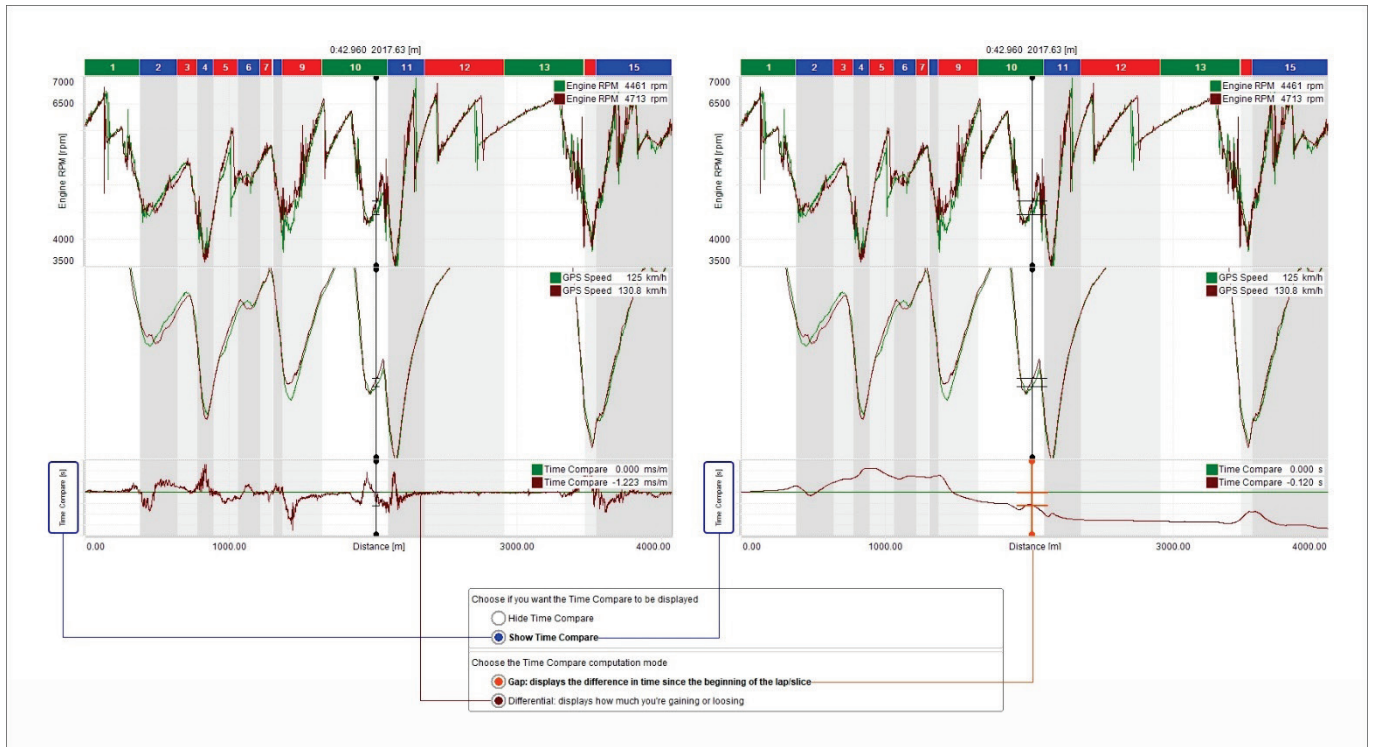 0:42.960 2017.63 [m]
1 2 3 4 5 6 7 9 10 11 12 13 15
7000
6500
4000
3500
Engine RPM [rpm]
Engine RPM 4461 rpm
Engine RPM 4713 rpm
GPS Speed 125 km/h
GPS Speed 130.8 km/h
Time Compare [s]
Time Compare 0.000 ms/m
Time Compare -1.223 ms/m
0.00 1000.00 Distance [m] 3000.00 4000.00
0:42.960 2017.63 [m]
1 2 3 4 5 6 7 9 10 11 12 13 15
7000
6500
4000
3500
Engine RPM [rpm]
Engine RPM 4461 rpm
Engine RPM 4713 rpm
GPS Speed 125 km/h
GPS Speed 130.8 km/h
Time Compare [s]
Time Compare 0.000 s
Time Compare -0.120 s
0.00 1000.00 Distance [m] 3000.00 4000.00
Choose if you want the Time Compare to be displayed
Hide Time Compare
Show Time Compare
Choose the Time Compare computation mode
Gap: displays the difference in time since the beginning of the lap/slice
Differential: displays how much you're gaining or loosing